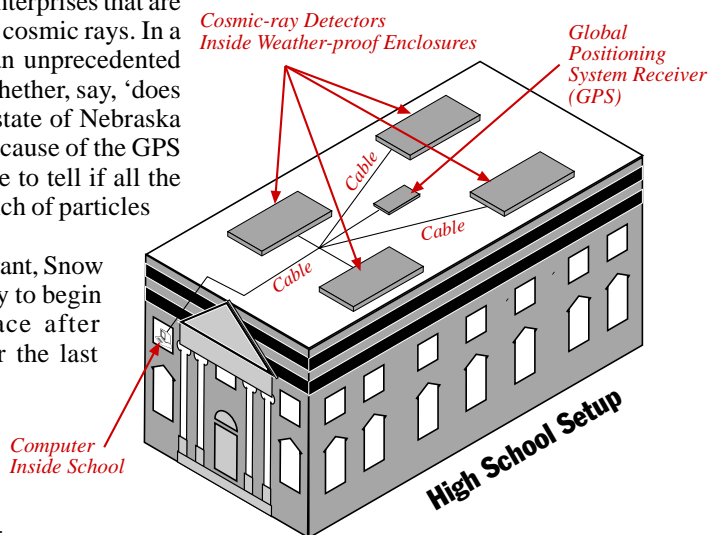 nterprises that are
cosmic rays. In a
an unprecedented
hether, say, ‘does
state of Nebraska
cause of the GPS
e to tell if all the
ch of particles
ant, Snow
y to begin
ace after
r the last
Cosmic-ray Detectors
Inside Weather-proof Enclosures
Global
Positioning
System Receiver
(GPS)
Cable
Cable
Cable
Computer
Inside School
High School Setup